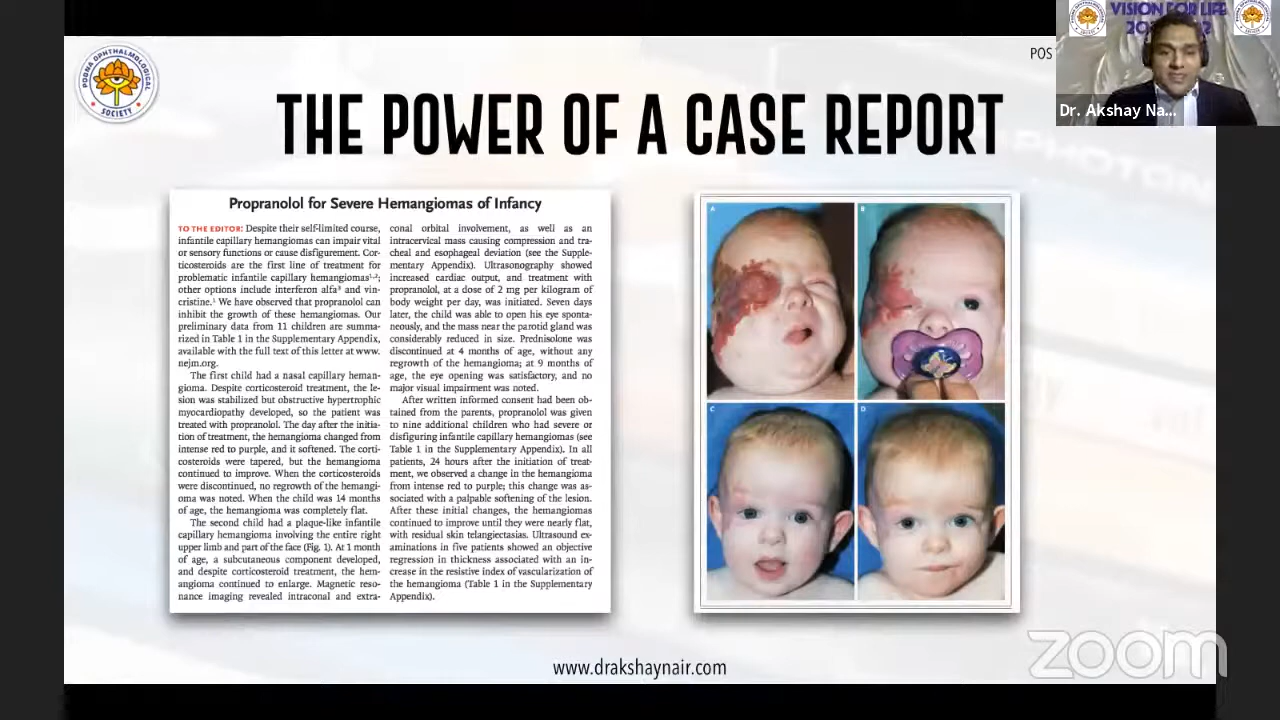 VISION FOR LIFE
POS
Dr. Akshay Na...
POONA OPHTHALMOLOGICAL SOCIETY
THE POWER OF A CASE REPORT
Propranolol for Severe Hemangiomas of Infancy
TO THE EDITOR: Despite their self-limited course,
infantile capillary hemangiomas can impair vital
or sensory functions or cause disfigurement. Cor-
ticosteroids are the first line of treatment for
problematic infantile capillary hemangiomas1,2;
other options include interferon alfa3 and vin-
cristine.1 We have observed that propranolol can
inhibit the growth of these hemangiomas. Our
preliminary data from 11 children are summa-
rized in Table 1 in the Supplementary Appendix,
available with the full text of this letter at www.
nejm.org.
The first child had a nasal capillary heman-
gioma. Despite corticosteroid treatment, the le-
sion was stabilized but obstructive hypertrophic
myocardiopathy developed, so the patient was
treated with propranolol. The day after the initia-
tion of treatment, the hemangioma changed from
intense red to purple, and it softened. The corti-
costeroids were tapered, but the hemangioma
continued to improve. When the corticosteroids
were discontinued, no regrowth of the hemangi-
oma was noted. When the child was 14 months
of age, the hemangioma was completely flat.
The second child had a plaque-like infantile
capillary hemangioma involving the entire right
upper limb and part of the face (Fig. 1). At 1 month
of age, a subcutaneous component developed,
and despite corticosteroid treatment, the hem-
angioma continued to enlarge. Magnetic reso-
nance imaging revealed intraconal and extra-
conal orbital involvement, as well as an
intracervical mass causing compression and tra-
cheal and esophageal deviation (see the Supple-
mentary Appendix). Ultrasonography showed
increased cardiac output, and treatment with
propranolol, at a dose of 2 mg per kilogram of
body weight per day, was initiated. Seven days
later, the child was able to open his eye sponta-
neously, and the mass near the parotid gland was
considerably reduced in size. Prednisolone was
discontinued at 4 months of age, without any
regrowth of the hemangioma; at 9 months of
age, the eye opening was satisfactory, and no
major visual impairment was noted.
After written informed consent had been ob-
tained from the parents, propranolol was given
to nine additional children who had severe or
disfiguring infantile capillary hemangiomas (see
Table 1 in the Supplementary Appendix). In all
patients, 24 hours after the initiation of treat-
ment, we observed a change in the hemangioma
from intense red to purple; this change was as-
sociated with a palpable softening of the lesion.
After these initial changes, the hemangiomas
continued to improve until they were nearly flat,
with residual skin telangiectasias. Ultrasound ex-
aminations in five patients showed an objective
regression in thickness associated with an in-
crease in the resistive index of vascularization of
the hemangioma (Table 1 in the Supplementary
Appendix).
A
B
C
D
www.drakshaynair.com
zoom